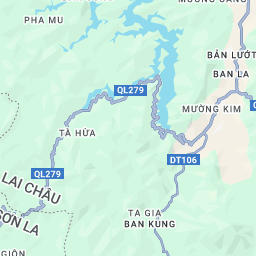 PHA MU
BẢN LƯỚT
BAN LA
QL279
MƯỜNG KIM
TÀ HỪA
DT106
QL279
LAI CHÂU
SƠN LA
TA GIA
BAN KÙNG